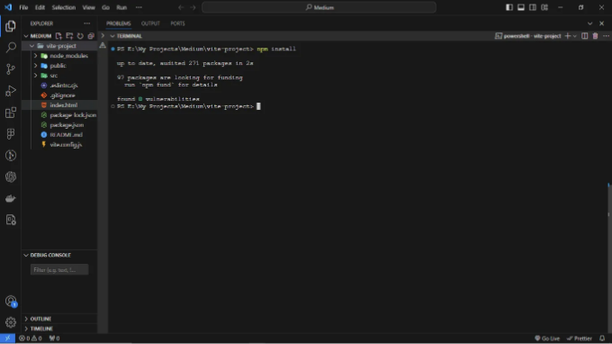 File Edit Selection View Go Run ...
Medium
EXPLORER ...
MEDIUM
vite-project
node_modules
public
src
.eslintrc.cjs
.gitignore
index.html
package-lock.json
package.json
README.md
vite.config.js
DEBUG CONSOLE
Filter (e.g. text, !...
OUTLINE
TIMELINE
PROBLEMS OUTPUT PORTS
TERMINAL
powershell - vite-project
PS E:\My Projects\Medium\vite-project> npm install
up to date, audited 271 packages in 2s
97 packages are looking for funding
run `npm fund` for details
found 0 vulnerabilities
PS E:\My Projects\Medium\vite-project>
0 0 0
Go Live Prettier